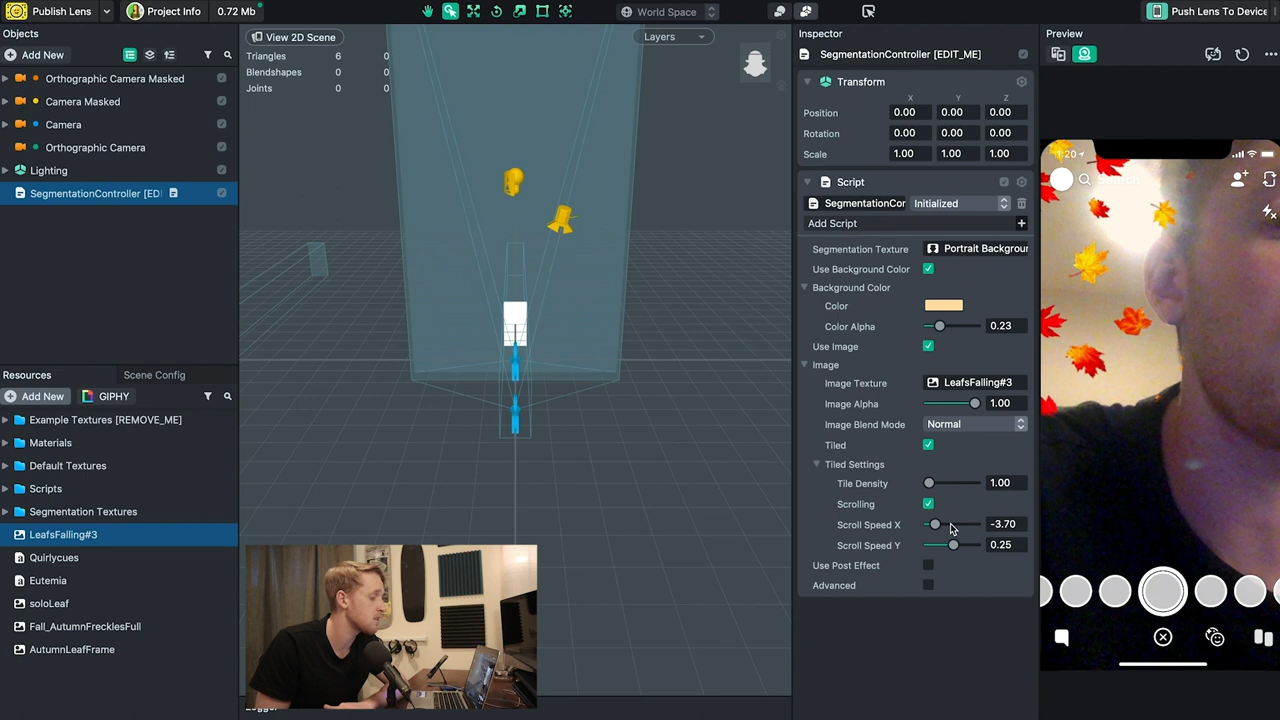 Publish Lens
Project Info
0.72 Mb
World Space
Push Lens To Device
Objects
Add New
Orthographic Camera Masked
Camera Masked
Camera
Orthographic Camera
Lighting
SegmentationController [EDI
Resources
Scene Config
Add New
GIPHY
Example Textures [REMOVE_ME]
Materials
Default Textures
Scripts
Segmentation Textures
LeafsFalling#3
Quirlycues
Eutemia
soloLeaf
Fall_AutumnFrecklesFull
AutumnLeafFrame
View 2D Scene
Layers
Triangles 6 0
Blendshapes 0 0
Joints 0 0
Inspector
SegmentationController [EDIT_ME]
Transform
X Y Z
Position 0.00 0.00 0.00
Rotation 0.00 0.00 0.00
Scale 1.00 1.00 1.00
Script
SegmentationCor Initialized
Add Script
Segmentation Texture Portrait Backgroun
Use Background Color
Background Color
Color
Color Alpha 0.23
Use Image
Image
Image Texture LeafsFalling#3
Image Alpha 1.00
Image Blend Mode Normal
Tiled
Tiled Settings
Tile Density 1.00
Scrolling
Scroll Speed X -3.70
Scroll Speed Y 0.25
Use Post Effect
Advanced
Preview
1:20
Search